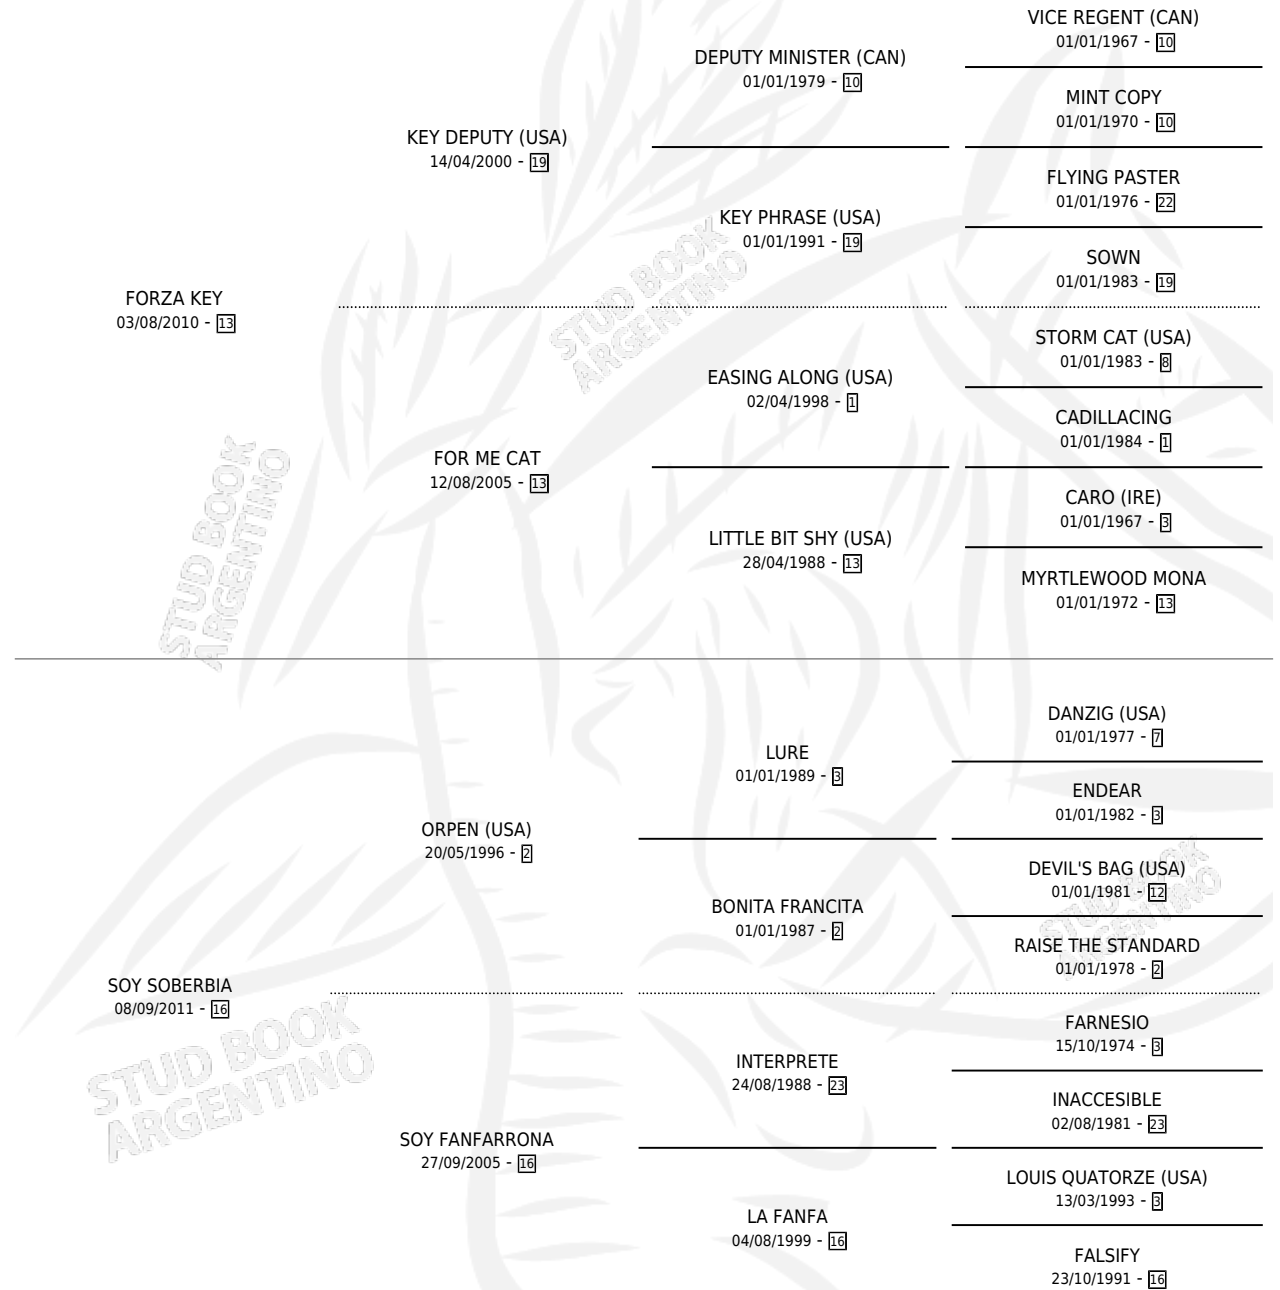 VICE REGENT (CAN)
01/01/1967 - 10
DEPUTY MINISTER (CAN)
01/01/1979 - 10
MINT COPY
01/01/1970 - 10
KEY DEPUTY (USA)
14/04/2000 - 19
FLYING PASTER
01/01/1976 - 22
KEY PHRASE (USA)
01/01/1991 - 19
SOWN
01/01/1983 - 19
FORZA KEY
03/08/2010 - 13
STORM CAT (USA)
01/01/1983 - 8
EASING ALONG (USA)
02/04/1998 - 1
CADILLACING
01/01/1984 - 1
FOR ME CAT
12/08/2005 - 13
CARO (IRE)
01/01/1967 - 3
LITTLE BIT SHY (USA)
28/04/1988 - 13
MYRTLEWOOD MONA
01/01/1972 - 13
STUD BOOK
ARGENTINO
STUD BOOK
ARGENTINO
DANZIG (USA)
01/01/1977 - 7
LURE
01/01/1989 - 3
ENDEAR
01/01/1982 - 3
ORPEN (USA)
20/05/1996 - 2
DEVIL'S BAG (USA)
01/01/1981 - 12
BONITA FRANCITA
01/01/1987 - 2
RAISE THE STANDARD
01/01/1978 - 2
SOY SOBERBIA
08/09/2011 - 16
FARNESIO
15/10/1974 - 3
INTERPRETE
24/08/1988 - 23
INACCESIBLE
02/08/1981 - 23
SOY FANFARRONA
27/09/2005 - 16
LOUIS QUATORZE (USA)
13/03/1993 - 3
LA FANFA
04/08/1999 - 16
FALSIFY
23/10/1991 - 16
STUD BOOK
ARGENTINO
STUD BOOK
ARGENTINO